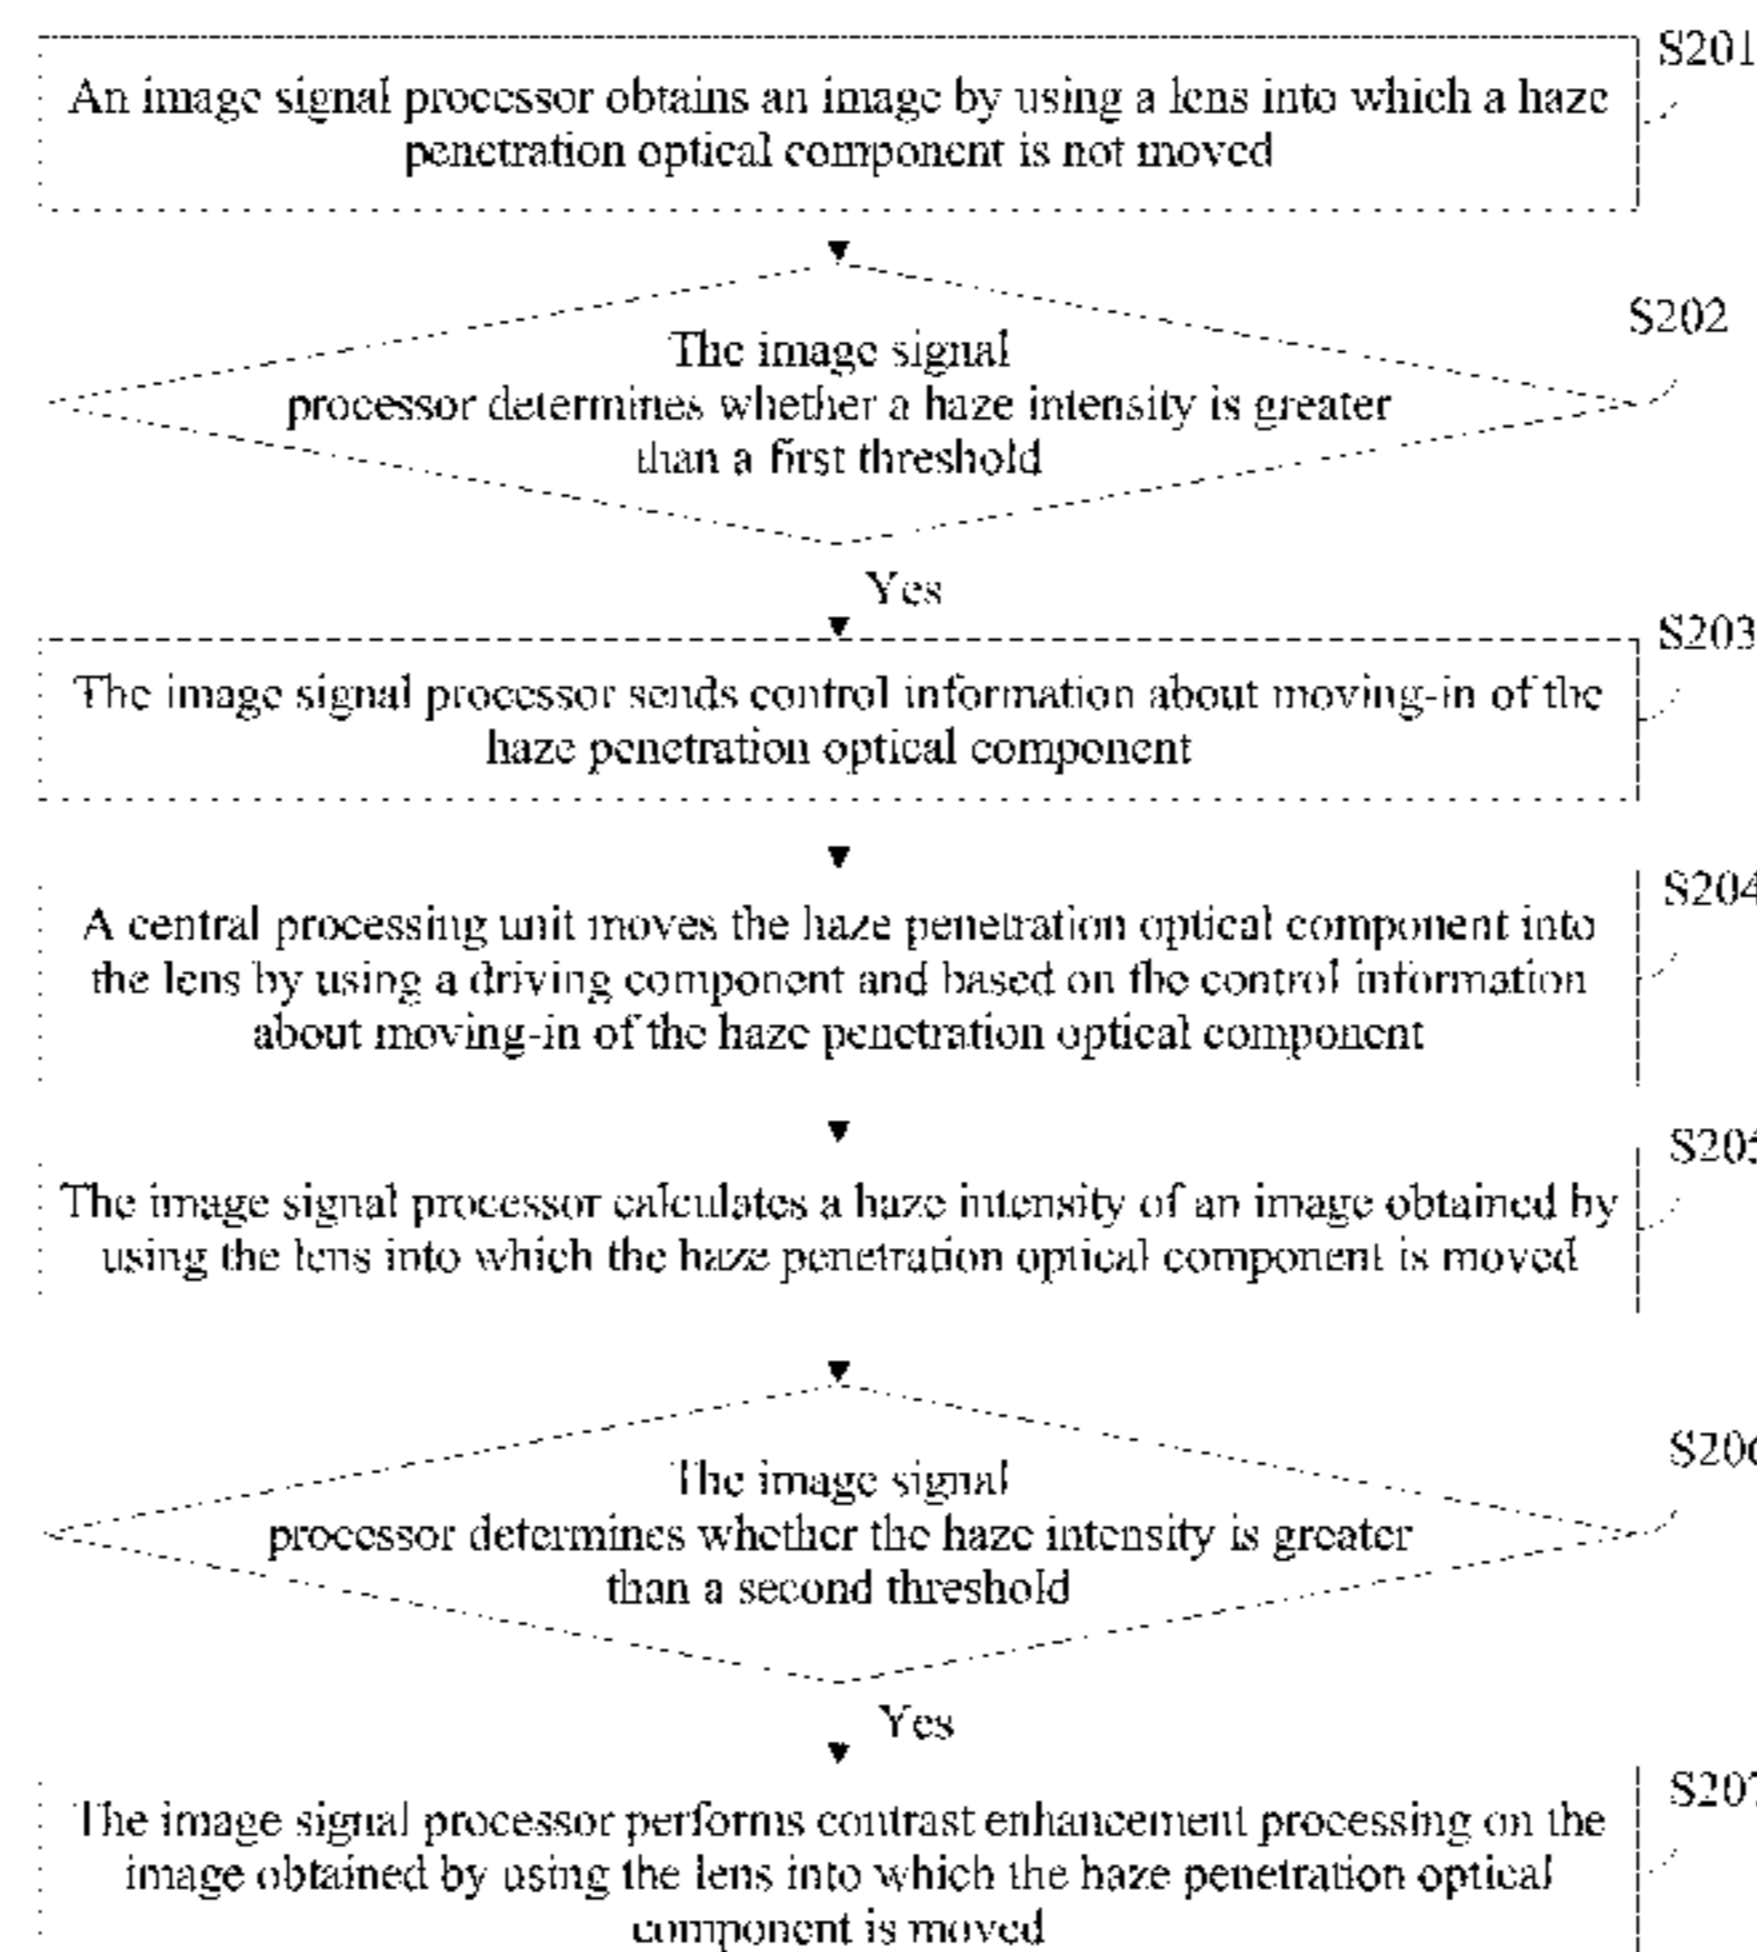 S201
An image signal processor obtains an image by using a lens into which a haze
penetration optical component is not moved
S202
The image signal
processor determines whether a haze intensity is greater
than a first threshold
Yes
S203
The image signal processor sends control information about moving-in of the
haze penetration optical component
S204
A central processing unit moves the haze penetration optical component into
the lens by using a driving component and based on the control information
about moving-in of the haze penetration optical component
S205
The image signal processor calculates a haze intensity of an image obtained by
using the lens into which the haze penetration optical component is moved
S206
The image signal
processor determines whether the haze intensity is greater
than a second threshold
Yes
S207
The image signal processor performs contrast enhancement processing on the
image obtained by using the lens into which the haze penetration optical
component is moved